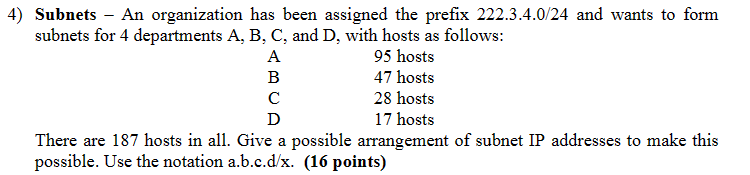 4) Subnets – An organization has been assigned the prefix 222.3.4.0/24 and wants to form
subnets for 4 departments A, B, C, and D, with hosts as follows:
A 95 hosts
B 47 hosts
C 28 hosts
D 17 hosts
There are 187 hosts in all. Give a possible arrangement of subnet IP addresses to make this
possible. Use the notation a.b.c.d/x. (16 points)